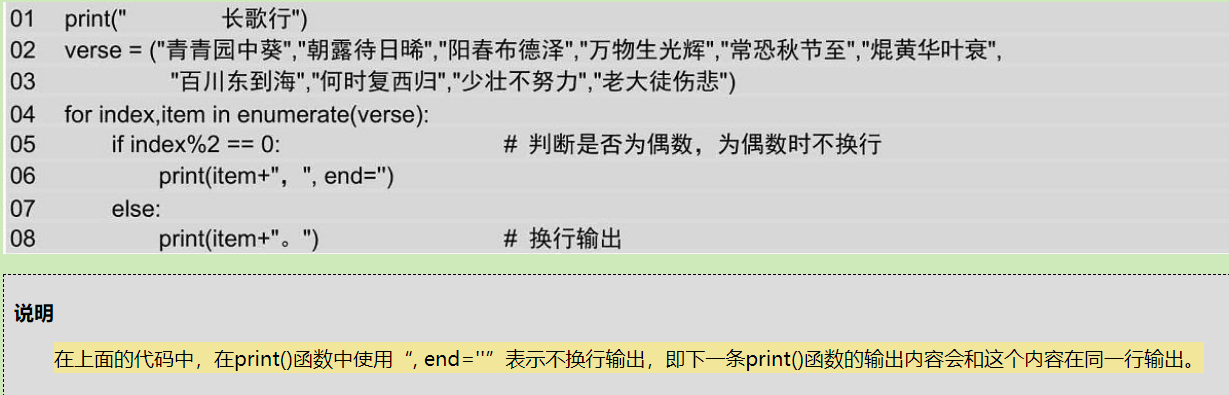 01 print("          长歌行")
02 verse = ("青青园中葵","朝露待日晞","阳春布德泽","万物生光辉","常恐秋节至","焜黄华叶衰",
03         "百川东到海","何时复西归","少壮不努力","老大徒伤悲")
04 for index,item in enumerate(verse):
05     if index%2 == 0:          # 判断是否为偶数，为偶数时不换行
06         print(item+"，", end='')
07     else:
08         print(item+"。")          # 换行输出
说明
在上面的代码中，在print()函数中使用“, end=''”表示不换行输出，即下一条print()函数的输出内容会和这个内容在同一行输出。